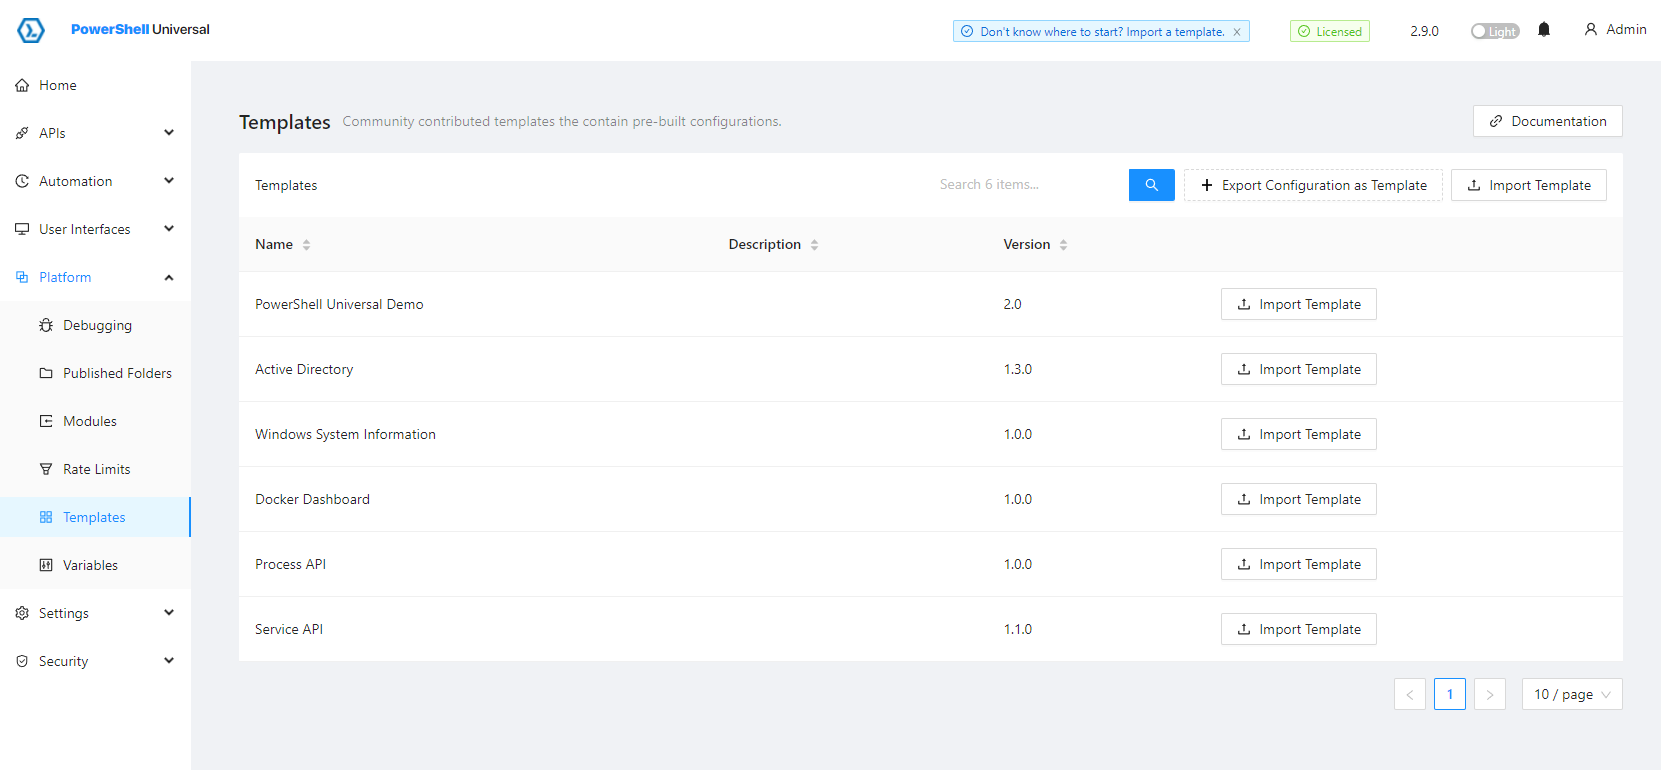 PowerShell Universal
Don't know where to start? Import a template.
Licensed
2.9.0
Light
Admin
Home
APIs
Automation
User Interfaces
Platform
Debugging
Published Folders
Modules
Rate Limits
Templates
Variables
Settings
Security
Templates Community contributed templates the contain pre-built configurations.
Documentation
Templates
Search 6 items...
Export Configuration as Template
Import Template
Name Description Version
PowerShell Universal Demo 2.0 Import Template
Active Directory 1.3.0 Import Template
Windows System Information 1.0.0 Import Template
Docker Dashboard 1.0.0 Import Template
Process API 1.0.0 Import Template
Service API 1.1.0 Import Template
1
10 / page